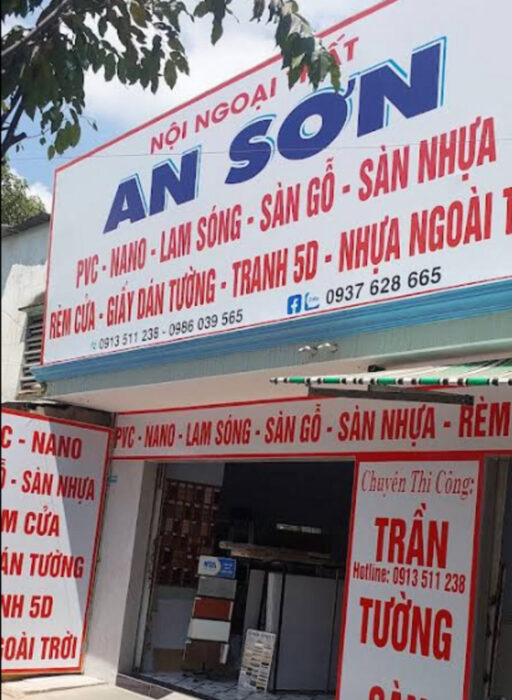 NỘI NGOẠI THẤT
AN SƠN
PVC - NANO - LAM SÓNG - SÀN GỖ - SÀN NHỰA
RÈM CỬA - GIẤY DÁN TƯỜNG - TRANH 5D - NHỰA NGOÀI T
0913 511 238 - 0986 039 565
0937 628 665
PVC - NANO - LAM SÓNG - SÀN GỖ - SÀN NHỰA - RÈM
C - NANO
- SÀN NHỰA
M CỬA
ÁN TƯỜNG
NH 5D
GOÀI TRỜI
Chuyên Thi Công:
TRẦN
Hotline: 0913 511 238
TƯỜNG